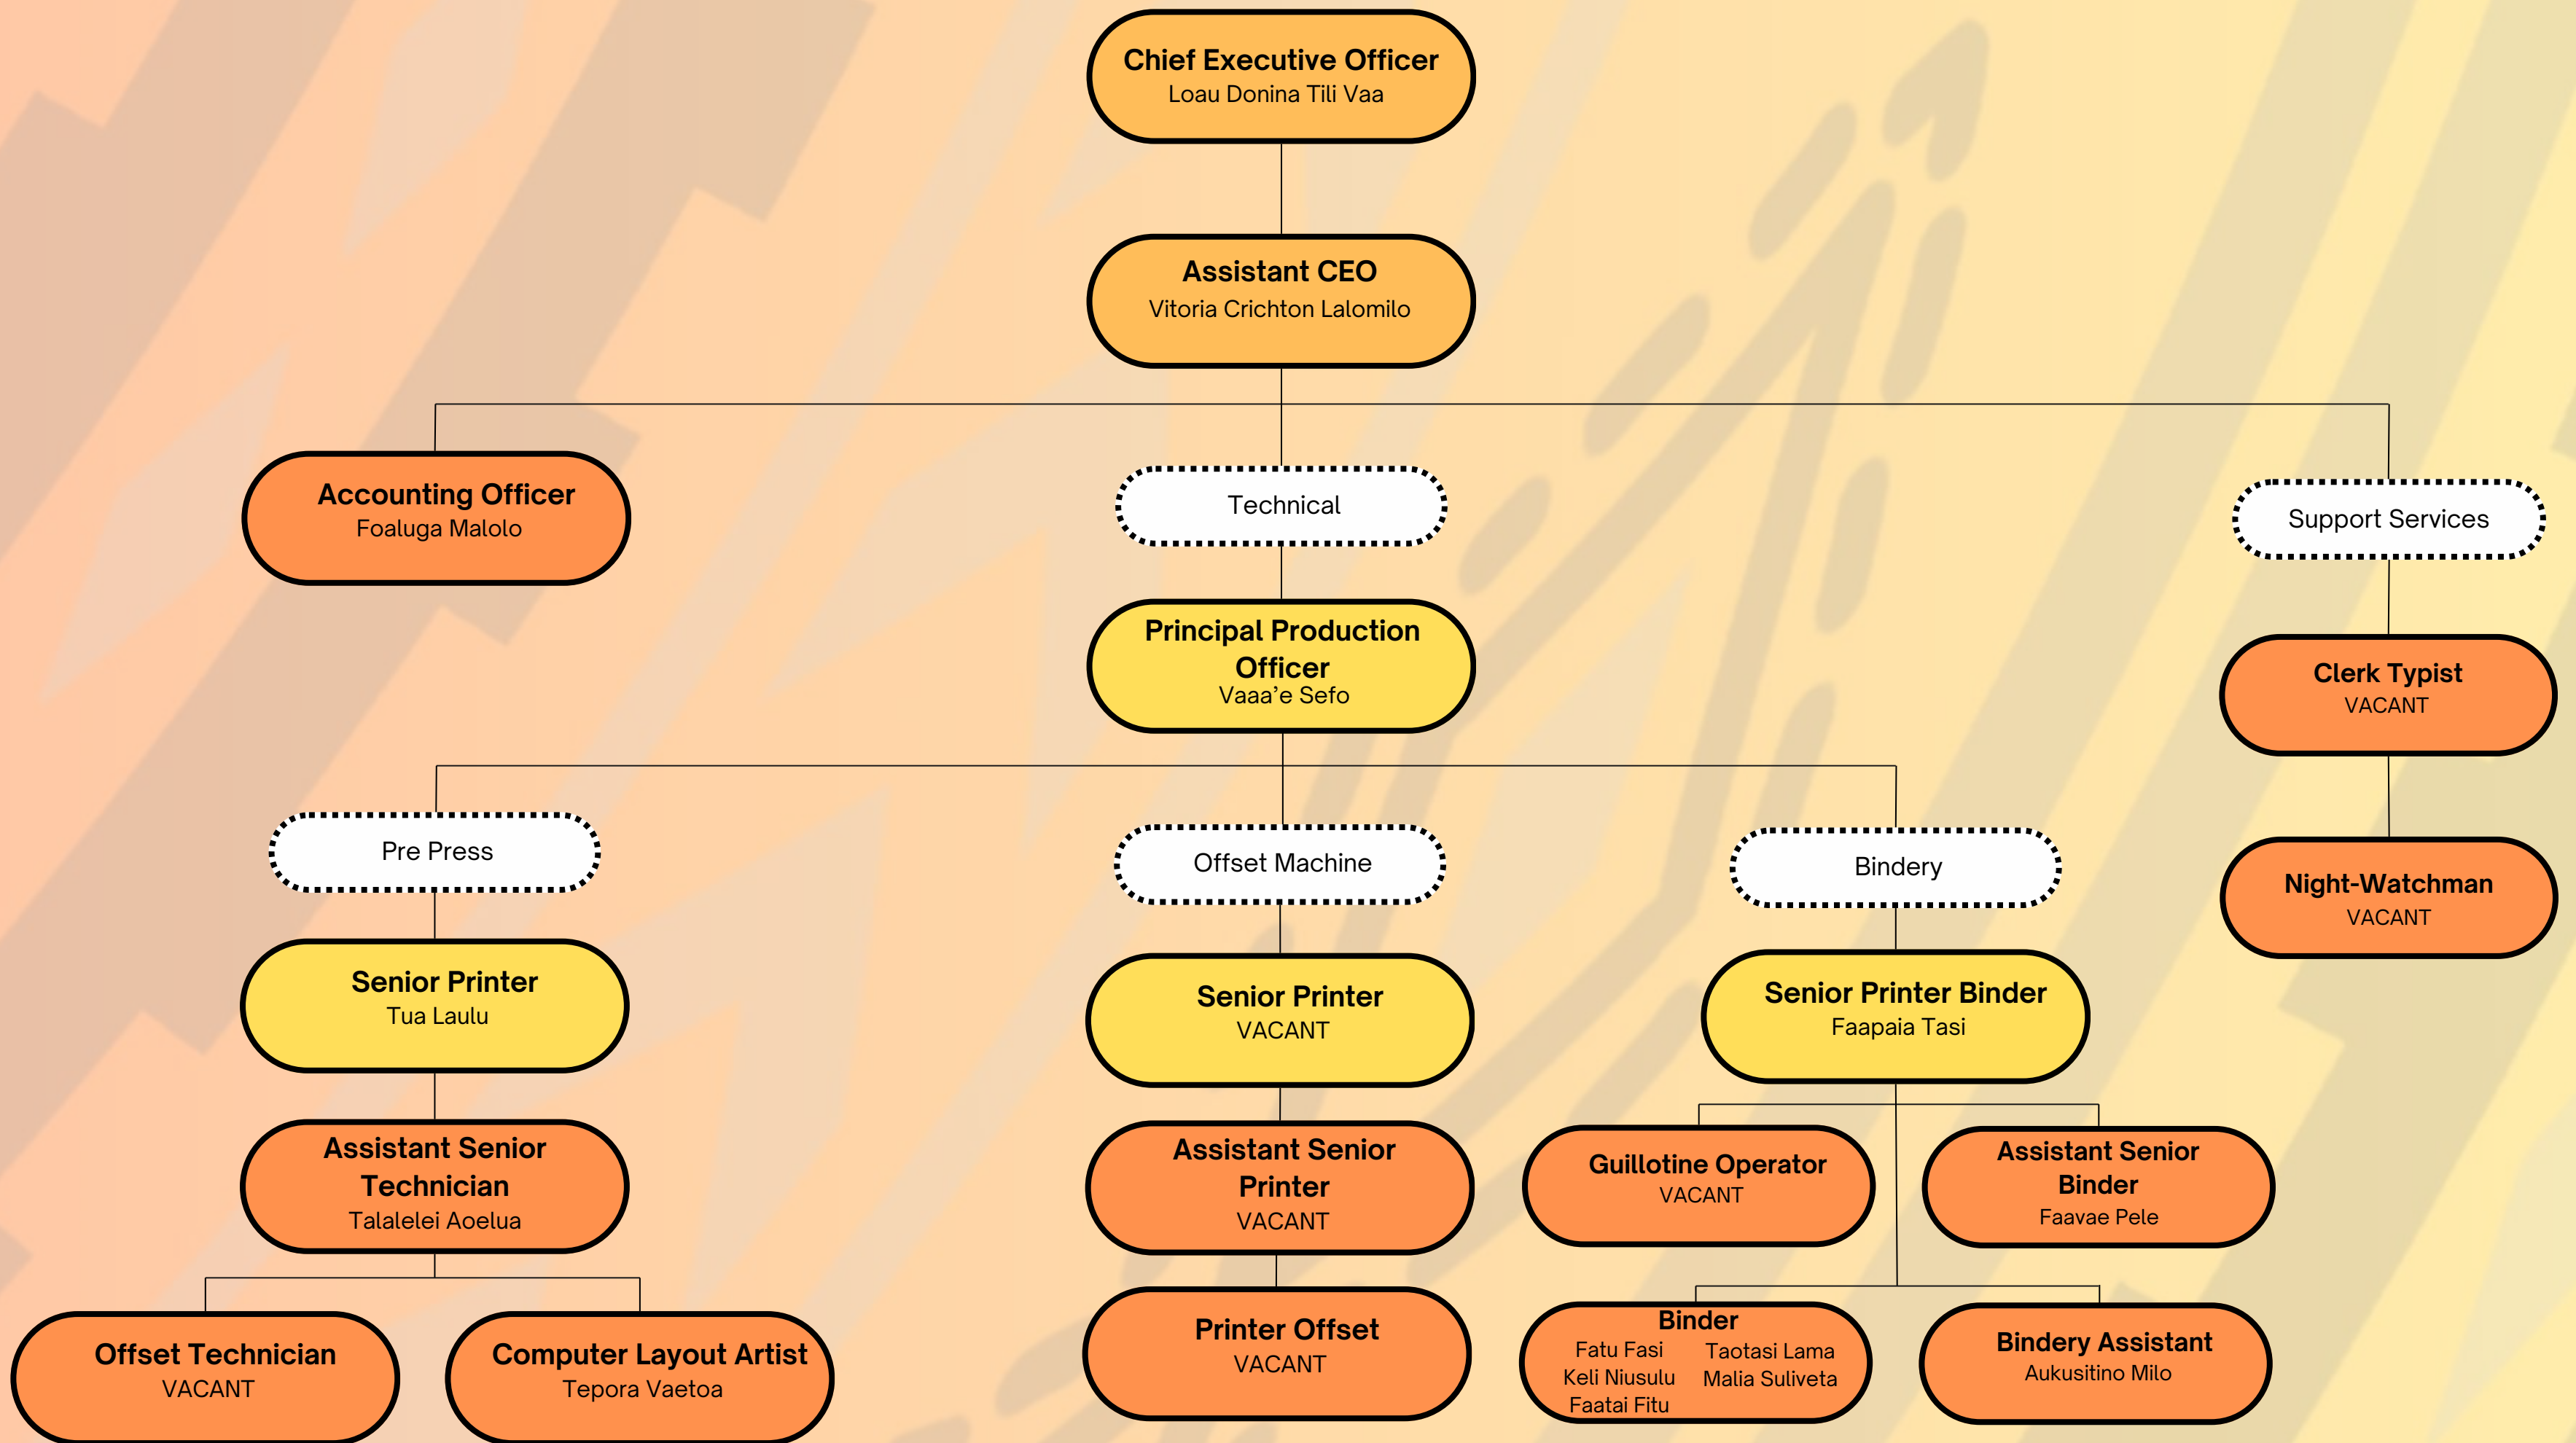 Chief Executive Officer
Loau Donina Tili Vaa
Assistant CEO
Vitoria Crichton Lalomilo
Accounting Officer
Foaluga Malolo
Technical
Support Services
Principal Production
Officer
Vaaa’e Sefo
Clerk Typist
VACANT
Night-Watchman
VACANT
Pre Press
Offset Machine
Bindery
Senior Printer
Tua Laulu
Senior Printer
VACANT
Senior Printer Binder
Faapaia Tasi
Assistant Senior
Technician
Talalelei Aoelua
Assistant Senior
Printer
VACANT
Guillotine Operator
VACANT
Assistant Senior
Binder
Faavae Pele
Offset Technician
VACANT
Computer Layout Artist
Tepora Vaetoa
Printer Offset
VACANT
Binder
Fatu Fasi
Keli Niusulu
Faatai Fitu
Taotasi Lama
Malia Suliveta
Bindery Assistant
Aukusitino Milo